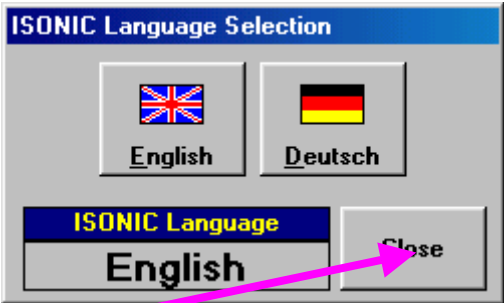 ISONIC Language Selection
English
Deutsch
ISONIC Language
English
Close